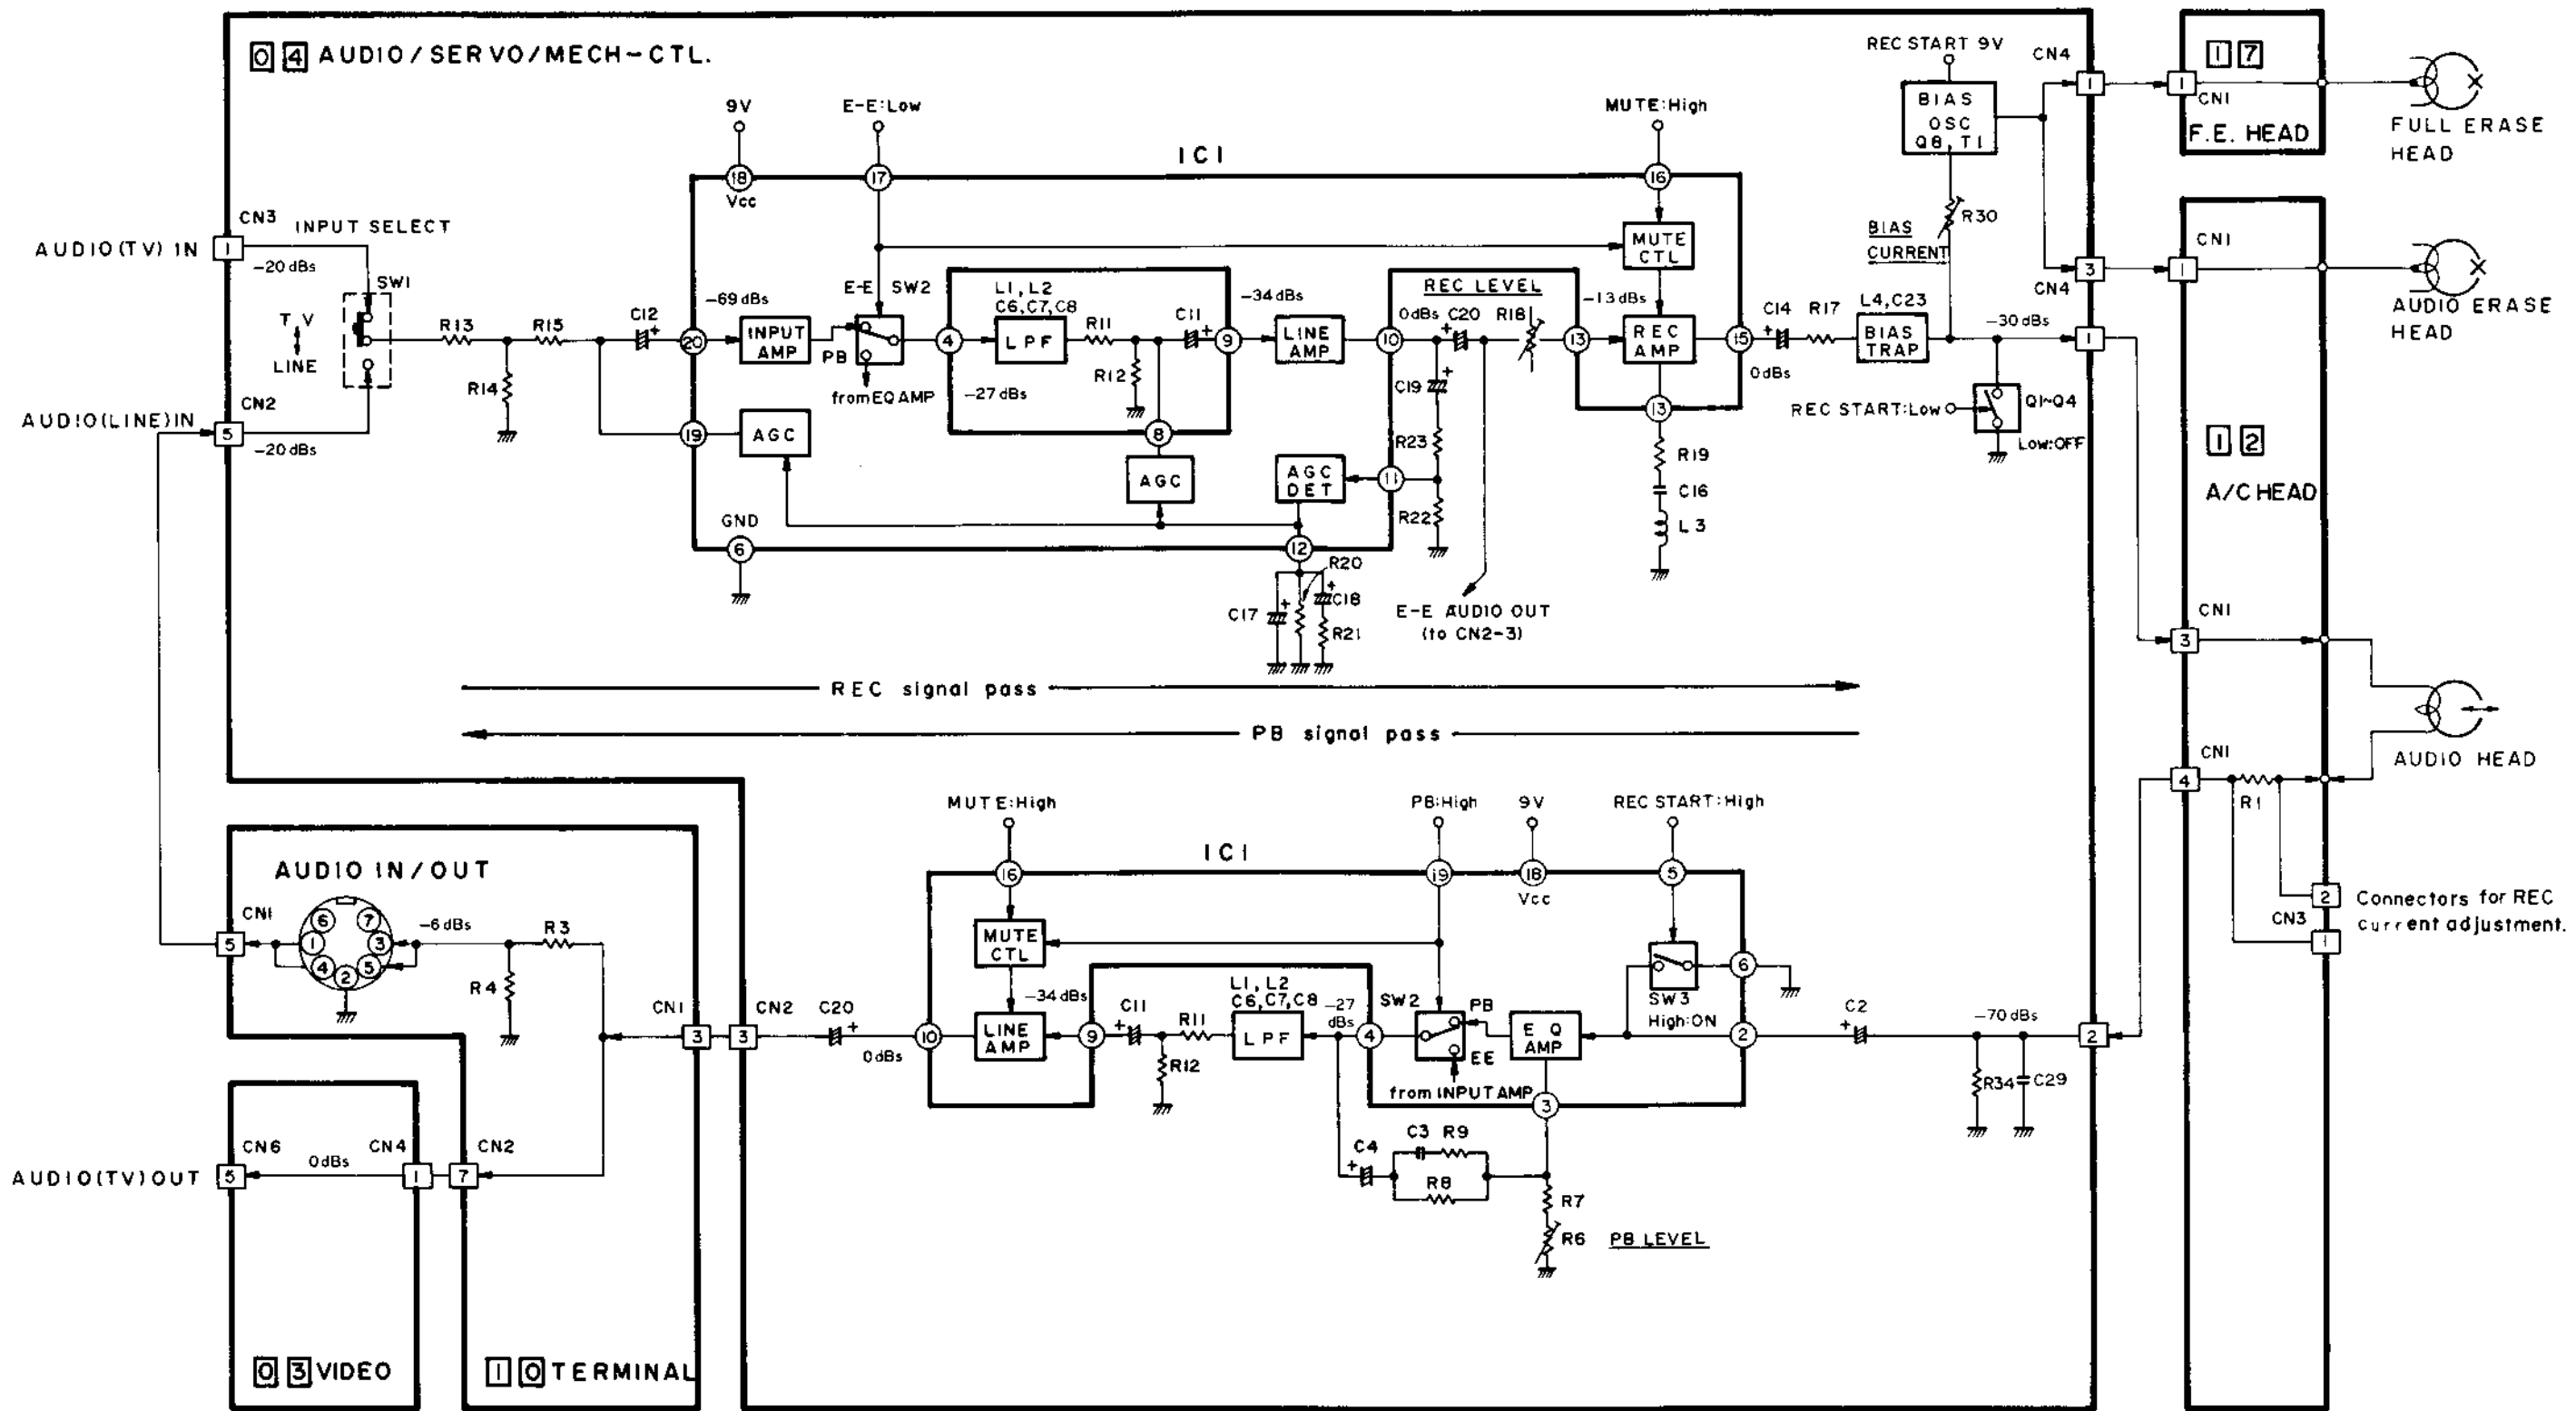 04 AUDIO/SERVO/MECH-CTL.
REC START 9V
CN4
1
BIAS
OSC
Q8, T1
1
CN1
17
F.E. HEAD
FULL ERASE
HEAD
9V
E-E:Low
MUTE:High
IC1
18
Vcc
17
16
CN3
INPUT SELECT
AUDIO(TV) IN
1
-20dBs
SW1
TV
LINE
R13
R15
R14
C12
+
20
-69dBs
INPUT
AMP
PB
E-E SW2
from EQ AMP
4
-27dBs
L1, L2
C6,C7,C8
LPF
R11
R12
C11
+
9
8
-34dBs
LINE
AMP
10
0dBs
+
C20
REC LEVEL
R18
13
-13dBs
MUTE
CTL
REC
AMP
15
0dBs
13
C14
+
R17
L4,C23
BIAS
TRAP
BIAS
CURRENT
R30
-30dBs
3
CN4
1
CN1
1
AUDIO ERASE
HEAD
REC START:Low
Q1~Q4
Low:OFF
12
A/C HEAD
AUDIO(LINE)IN
CN2
5
-20dBs
19
AGC
AGC
AGC
DET
11
C19
+
R23
R22
R19
C16
L3
GND
6
12
R20
C17
+
+
C18
R21
E-E AUDIO OUT
(to CN2-3)
CN1
3
REC signal pass
PB signal pass
AUDIO HEAD
CN1
4
R1
2
CN3
1
Connectors for REC
current adjustment.
MUTE:High
PB:High
9V
REC START:High
IC1
16
19
18
Vcc
5
AUDIO IN/OUT
CN1
5
6
7
1
3
4
5
2
-6dBs
R3
R4
CN1
3
CN2
3
C20
+
0dBs
10
MUTE
CTL
LINE
AMP
-34dBs
9
C11
+
R11
R12
L1, L2
C6,C7,C8
LPF
-27
dBs
4
SW2
PB
EE
from INPUT AMP
EQ
AMP
3
SW3
High:ON
6
2
C2
+
-70dBs
R34
C29
2
C4
+
C3
R9
R8
R7
R6
PB LEVEL
AUDIO(TV)OUT
CN6
5
0dBs
CN4
1
CN2
7
03 VIDEO
10 TERMINAL